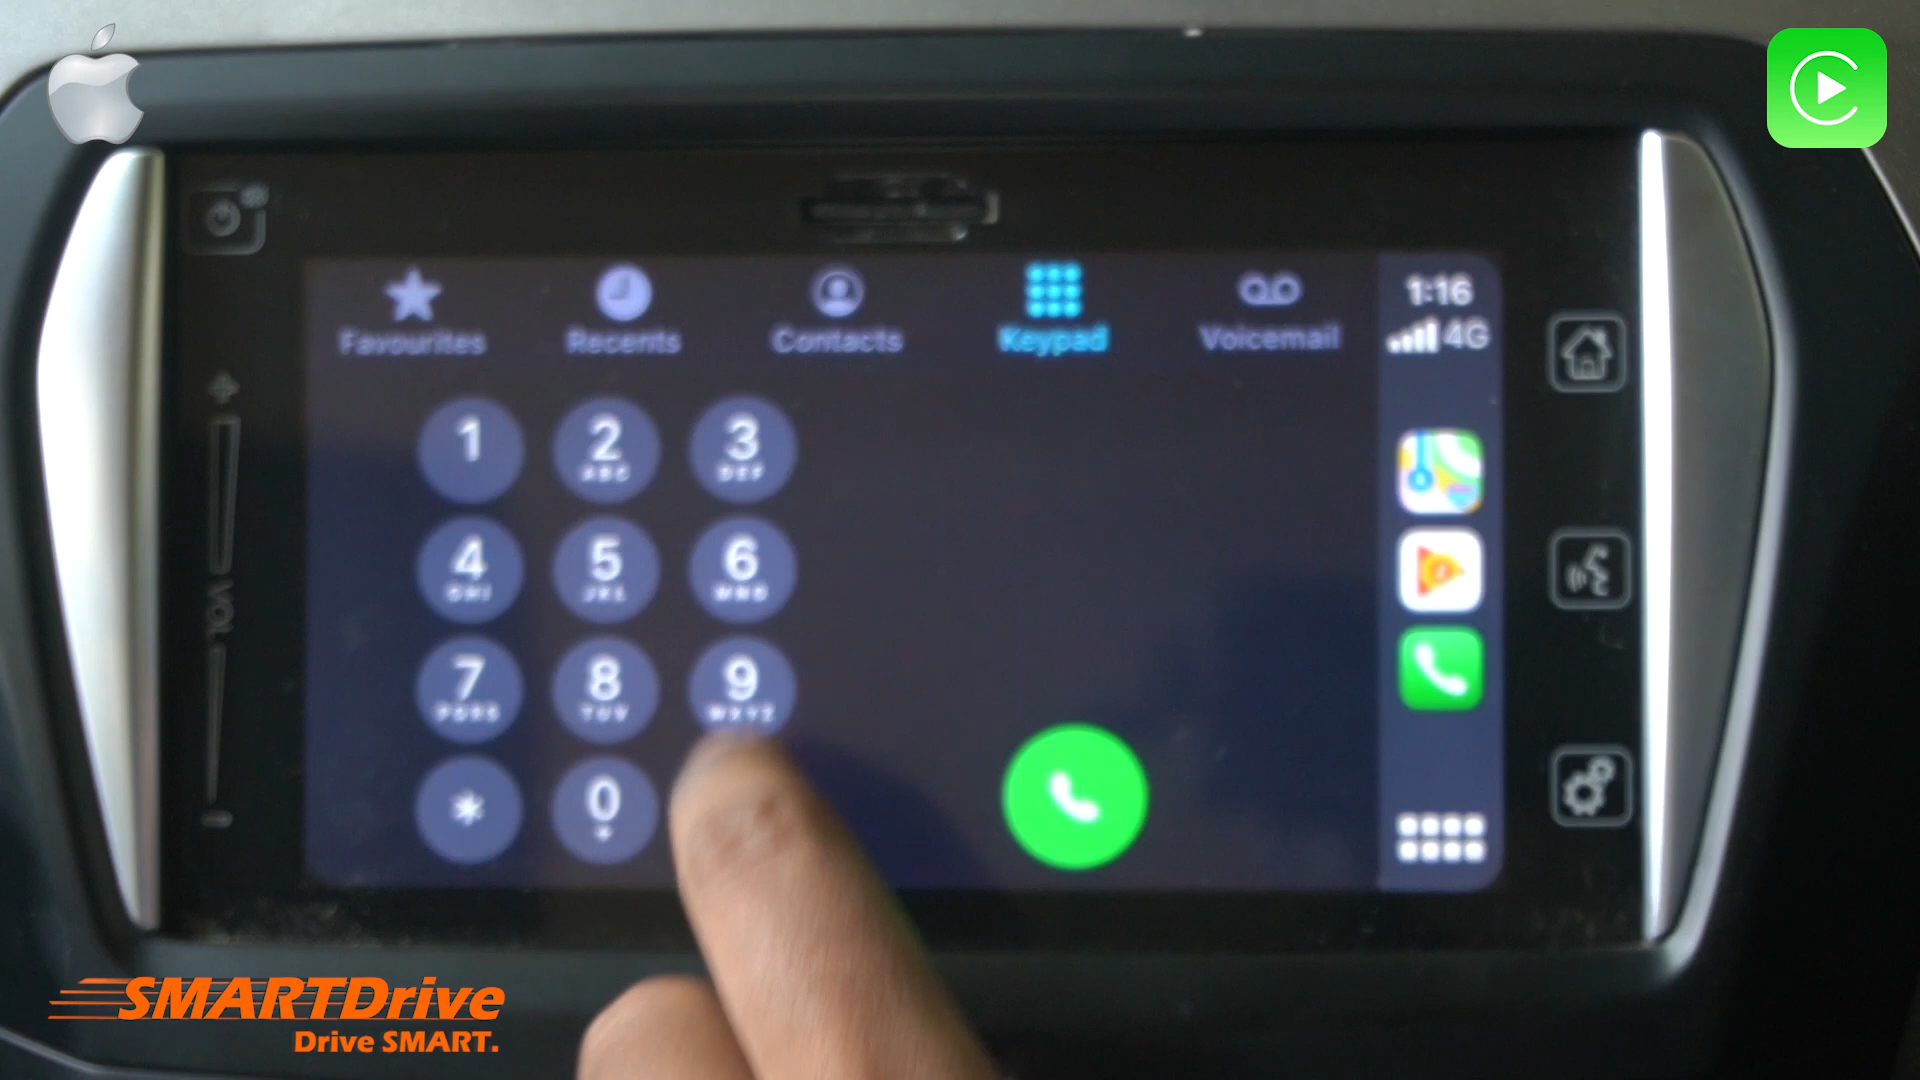 Favourites
Recents
Contacts
Keypad
Voicemail
1:16
4G
1
2
ABC
3
DEF
4
GHI
5
JKL
6
MNO
7
PQRS
8
TUV
9
WXYZ
*
0
+
VOL
SMARTDrive
Drive SMART.